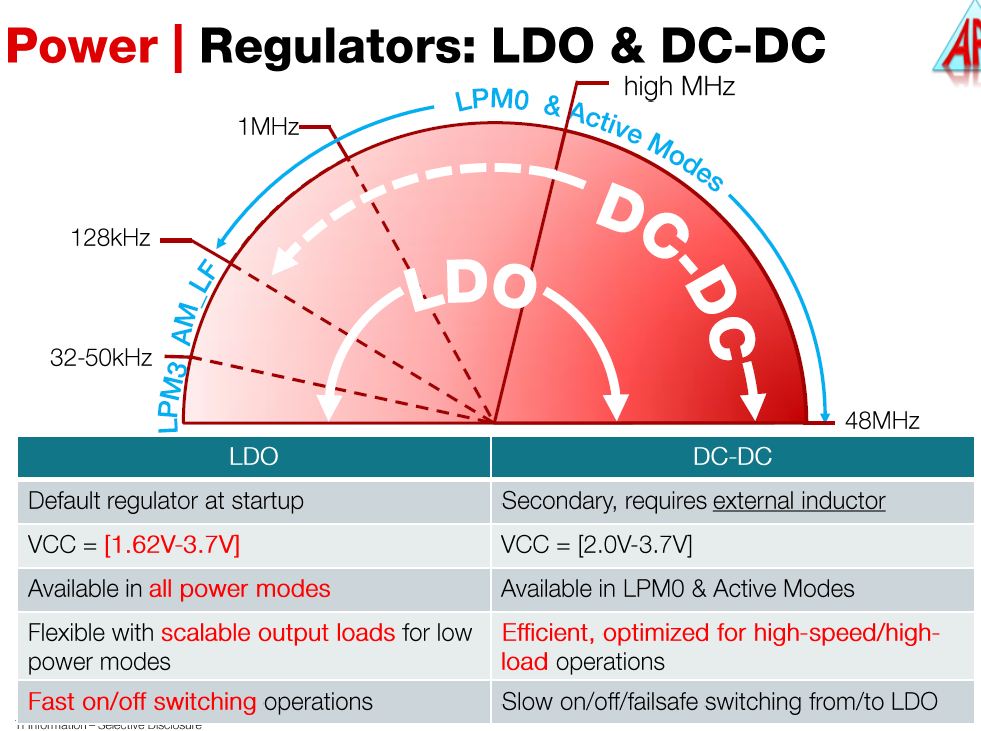 Power | Regulators: LDO & DC-DC
AP
high MHz
LPM0 & Active Modes
1MHz
128kHz
DC-DC
LDO
AM_LF
32-50kHz
LPM3
48MHz
LDO DC-DC
Default regulator at startup Secondary, requires external inductor
VCC = [1.62V-3.7V] VCC = [2.0V-3.7V]
Available in all power modes Available in LPM0 & Active Modes
Flexible with scalable output loads for low
power modes
Efficient, optimized for high-speed/high-
load operations
Fast on/off switching operations Slow on/off/failsafe switching from/to LDO
Information – Selective Disclosure